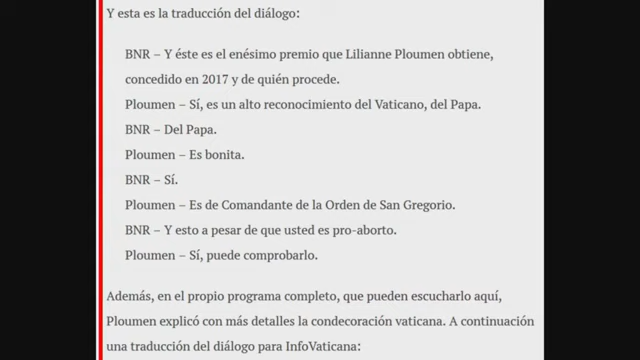 Y esta es la traducción del diálogo:
BNR – Y éste es el enésimo premio que Lilianne Ploumen obtiene,
concedido en 2017 y de quién procede.
Ploumen – Sí, es un alto reconocimiento del Vaticano, del Papa.
BNR – Del Papa.
Ploumen – Es bonita.
BNR – Sí.
Ploumen – Es de Comandante de la Orden de San Gregorio.
BNR – Y esto a pesar de que usted es pro-aborto.
Ploumen – Sí, puede comprobarlo.
Además, en el propio programa completo, que pueden escucharlo aquí,
Ploumen explicó con más detalles la condecoración vaticana. A continuación
una traducción del diálogo para InfoVaticana: